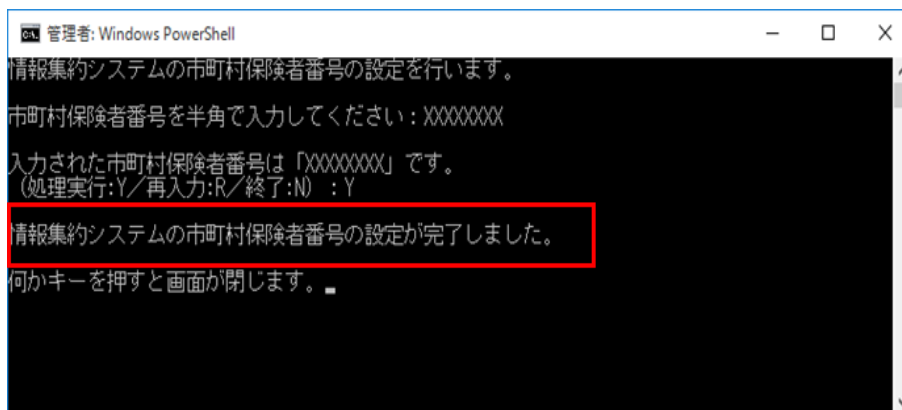 管理者: Windows PowerShell
情報集約システムの市町村保険者番号の設定を行います。
市町村保険者番号を半角で入力してください：XXXXXXXX
入力された市町村保険者番号は「XXXXXXXX」です。
（処理実行:Y／再入力:R／終了:N）：Y
情報集約システムの市町村保険者番号の設定が完了しました。
何かキーを押すと画面が閉じます。